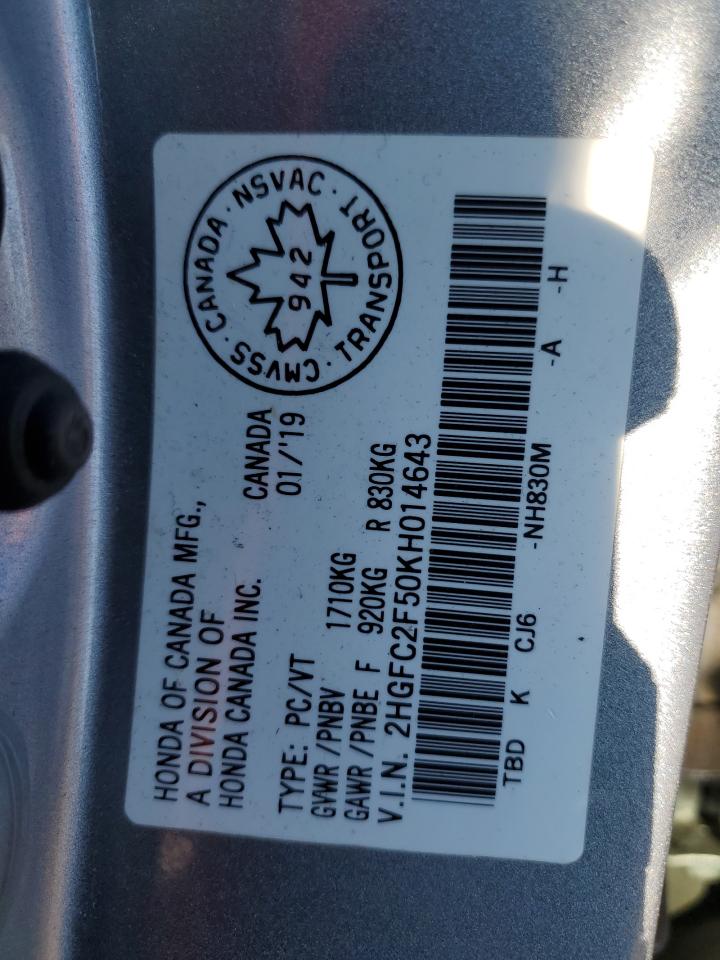 HONDA OF CANADA MFG.,
A DIVISION OF
HONDA CANADA INC.
CANADA
01/'19
CMVSS · CANADA · NSVAC · TRANSPORT ·
942
TYPE: PC/VT
GVWR/PNBV 1710KG
GAWR/PNBE F 920KG R 830KG
V.I.N. 2HGFC2F50KH014643
TBD K CJ6 -NH830M -A -H